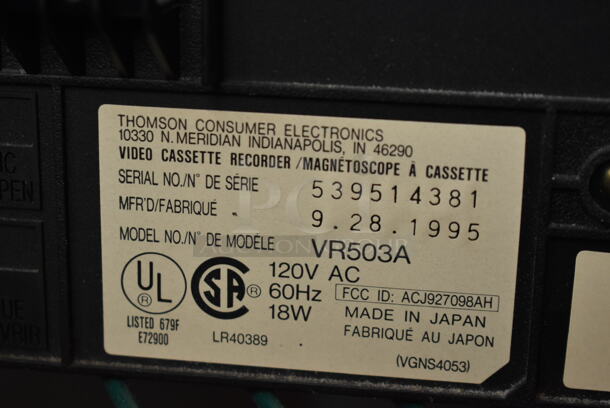 THOMSON CONSUMER ELECTRONICS
10330 N. MERIDIAN INDIANAPOLIS, IN 46290
VIDEO CASSETTE RECORDER/MAGNÉTOSCOPE À CASSETTE
SERIAL NO./N° DE SÉRIE 539514381
MFR'D/FABRIQUÉ 9.28.1995
MODEL NO./N° DE MODÈLE VR503A
UL ® LISTED 679F E72900
CSA ® LR40389
120V AC
60Hz FCC ID: ACJ927098AH
18W MADE IN JAPAN
FABRIQUÉ AU JAPON
(VGNS4053)